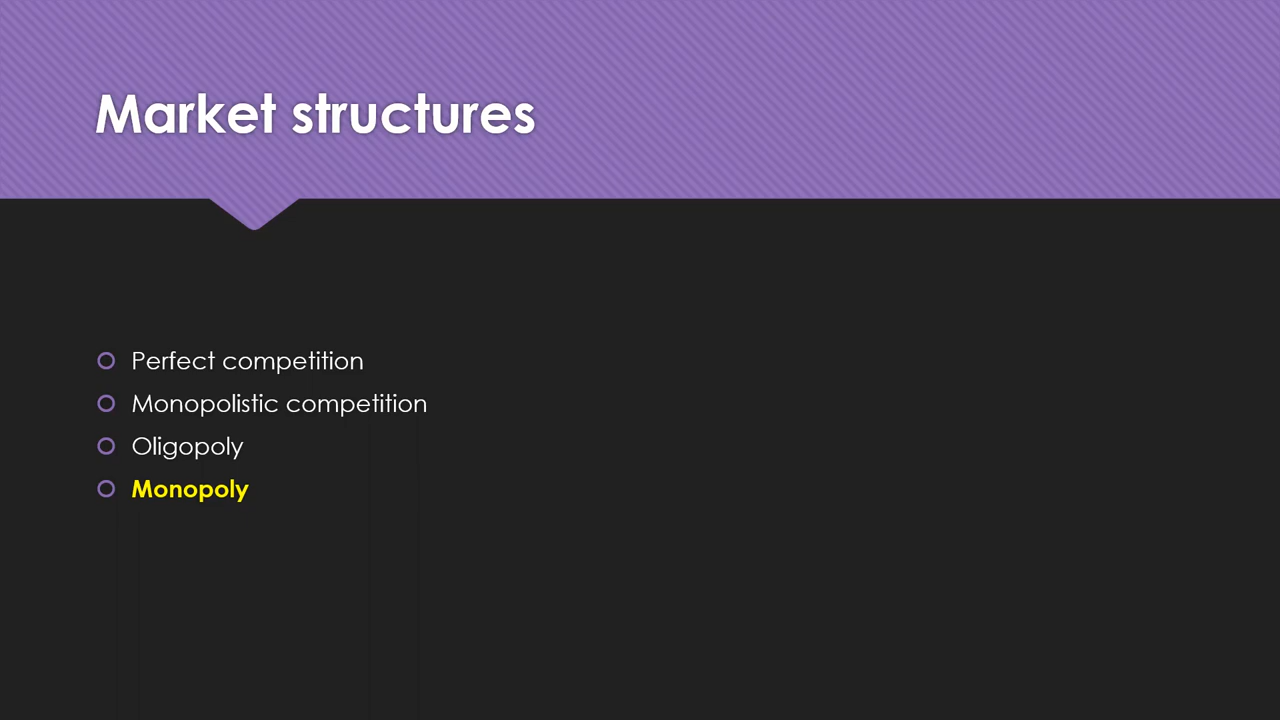 Market structures
Perfect competition
Monopolistic competition
Oligopoly
Monopoly